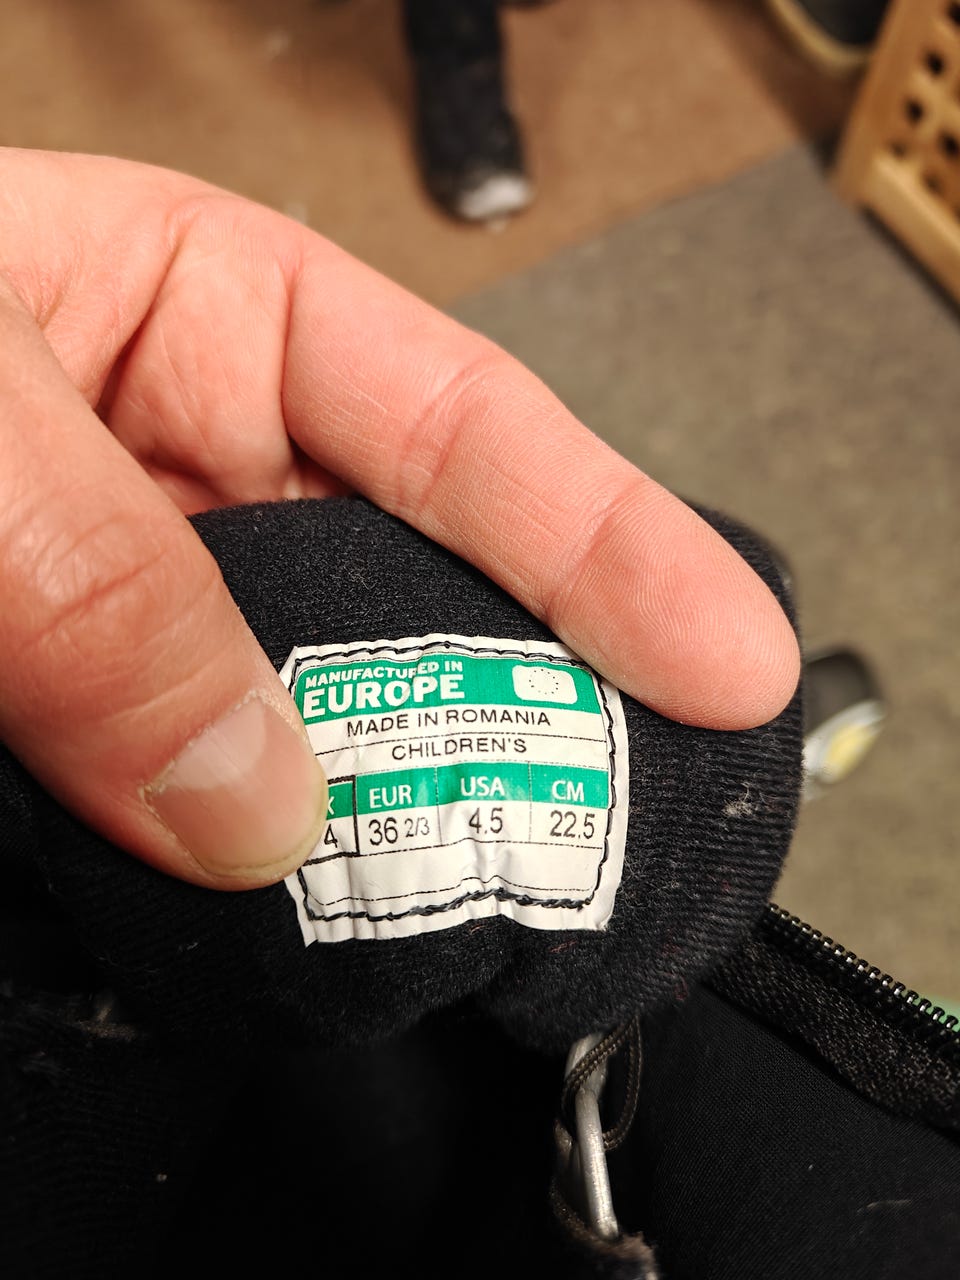 MANUFACTURED IN
EUROPE
MADE IN ROMANIA
CHILDREN'S
EUR USA CM
4 36 2/3 4.5 22.5